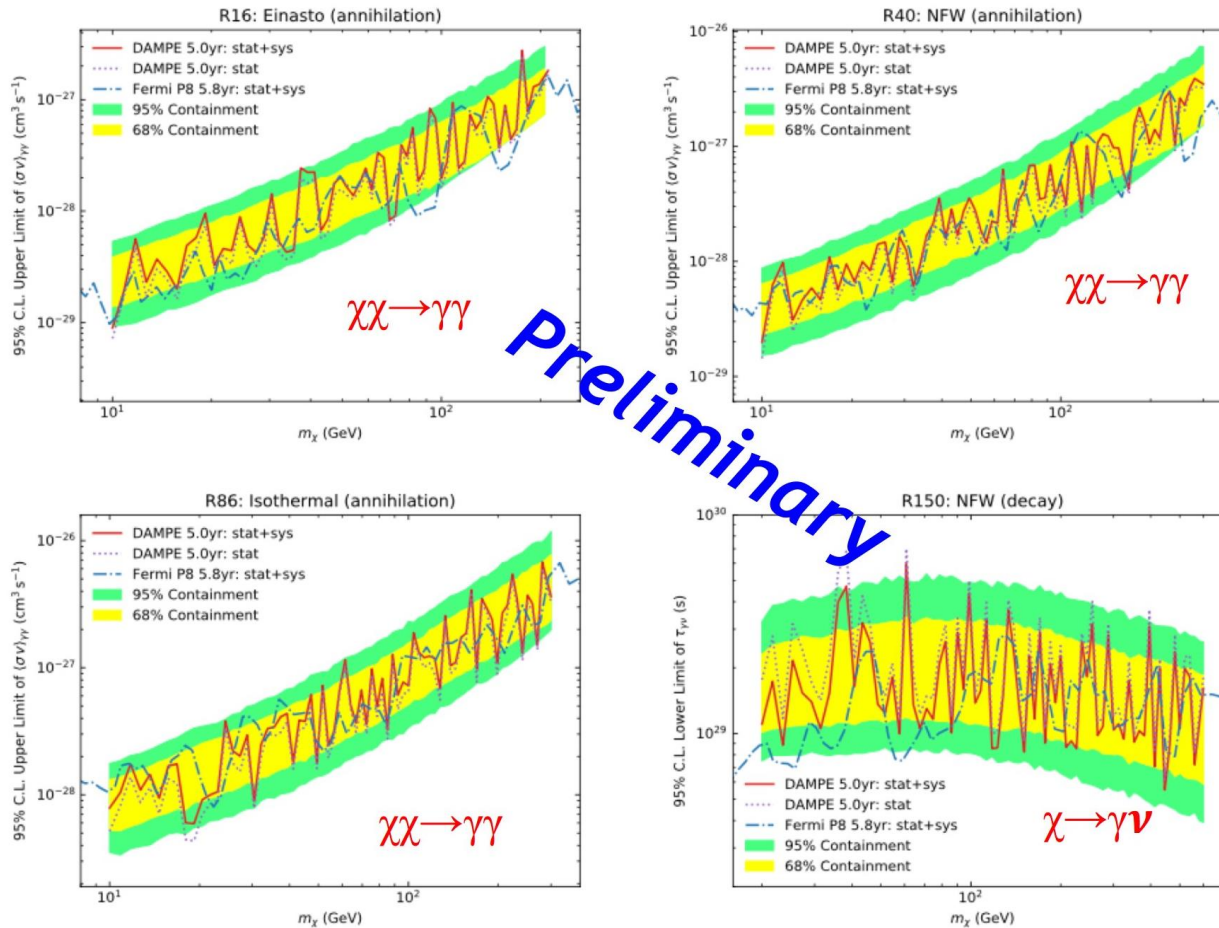 R16: Einasto (annihilation)
DAMPE 5.0yr: stat+sys
DAMPE 5.0yr: stat
Fermi P8 5.8yr: stat+sys
95% Containment
68% Containment
10⁻²⁷
10⁻²⁸
10⁻²⁹
95% C.L. Upper Limit of ⟨σv⟩γγ (cm³ s⁻¹)
χχ→γγ
10¹
10²
mχ (GeV)
R40: NFW (annihilation)
DAMPE 5.0yr: stat+sys
DAMPE 5.0yr: stat
Fermi P8 5.8yr: stat+sys
95% Containment
68% Containment
10⁻²⁶
10⁻²⁷
10⁻²⁸
10⁻²⁹
95% C.L. Upper Limit of ⟨σv⟩γγ (cm³ s⁻¹)
χχ→γγ
10¹
10²
mχ (GeV)
Preliminary
R86: Isothermal (annihilation)
DAMPE 5.0yr: stat+sys
DAMPE 5.0yr: stat
Fermi P8 5.8yr: stat+sys
95% Containment
68% Containment
10⁻²⁶
10⁻²⁷
10⁻²⁸
95% C.L. Upper Limit of ⟨σv⟩γγ (cm³ s⁻¹)
χχ→γγ
10¹
10²
mχ (GeV)
R150: NFW (decay)
10³⁰
10²⁹
95% C.L. Lower Limit of τγν (s)
DAMPE 5.0yr: stat+sys
DAMPE 5.0yr: stat
Fermi P8 5.8yr: stat+sys
95% Containment
68% Containment
χ→γν
10²
mχ (GeV)